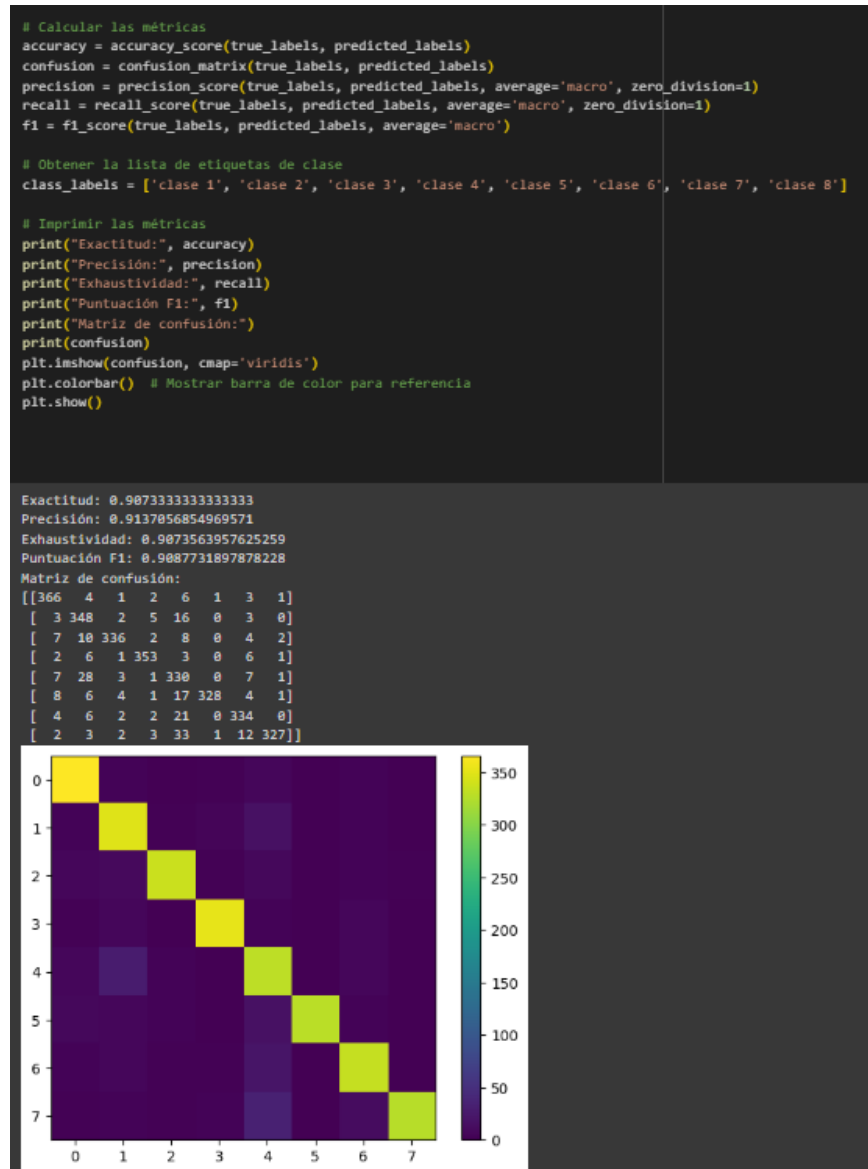 # Calcular las métricas
accuracy = accuracy_score(true_labels, predicted_labels)
confusion = confusion_matrix(true_labels, predicted_labels)
precision = precision_score(true_labels, predicted_labels, average='macro', zero_division=1)
recall = recall_score(true_labels, predicted_labels, average='macro', zero_division=1)
f1 = f1_score(true_labels, predicted_labels, average='macro')
# Obtener la lista de etiquetas de clase
class_labels = ['clase 1', 'clase 2', 'clase 3', 'clase 4', 'clase 5', 'clase 6', 'clase 7', 'clase 8']
# Imprimir las métricas
print("Exactitud:", accuracy)
print("Precisión:", precision)
print("Exhaustividad:", recall)
print("Puntuación F1:", f1)
print("Matriz de confusión:")
print(confusion)
plt.imshow(confusion, cmap='viridis')
plt.colorbar()  # Mostrar barra de color para referencia
plt.show()
Exactitud: 0.9073333333333333
Precisión: 0.9137056854969571
Exhaustividad: 0.9073563957625259
Puntuación F1: 0.9087731897878228
Matriz de confusión:
[[366   4   1   2   6   1   3   1]
 [  3 348   2   5  16   0   3   0]
 [  7  10 336   2   8   0   4   2]
 [  2   6   1 353   3   0   6   1]
 [  7  28   3   1 330   0   7   1]
 [  8   6   4   1  17 328   4   1]
 [  4   6   2   2  21   0 334   0]
 [  2   3   2   3  33   1  12 327]]
0
1
2
3
4
5
6
7
0 1 2 3 4 5 6 7
350
300
250
200
150
100
50
0